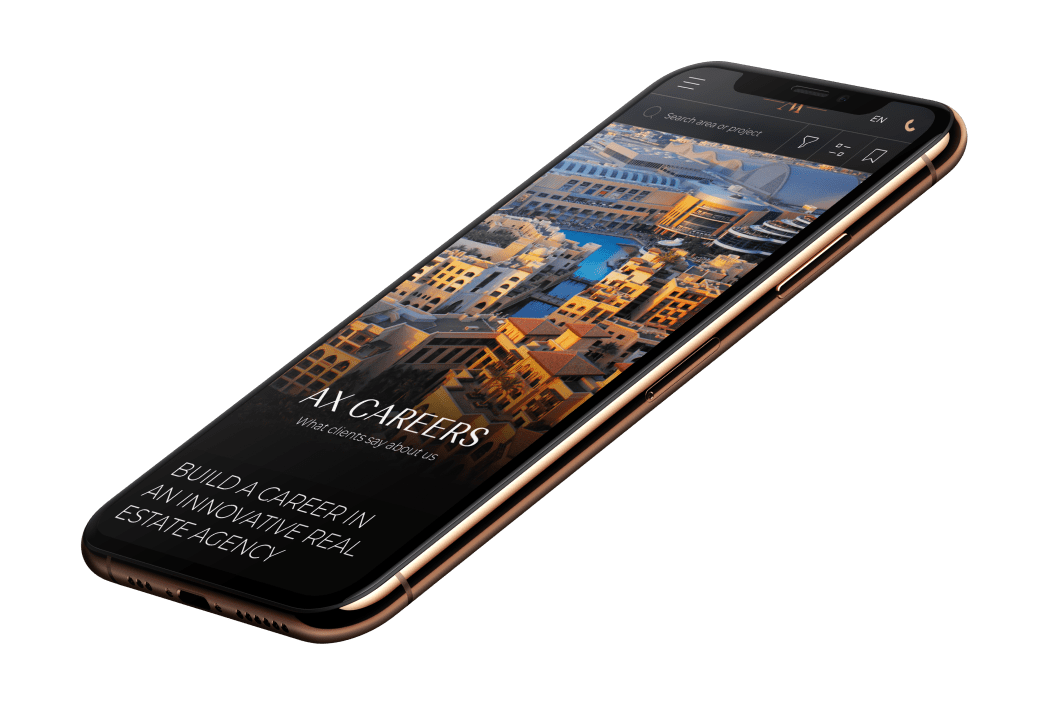 EN
Search area or project
AX CAREERS
What clients say about us
BUILD A CAREER IN
AN INNOVATIVE REAL
ESTATE AGENCY